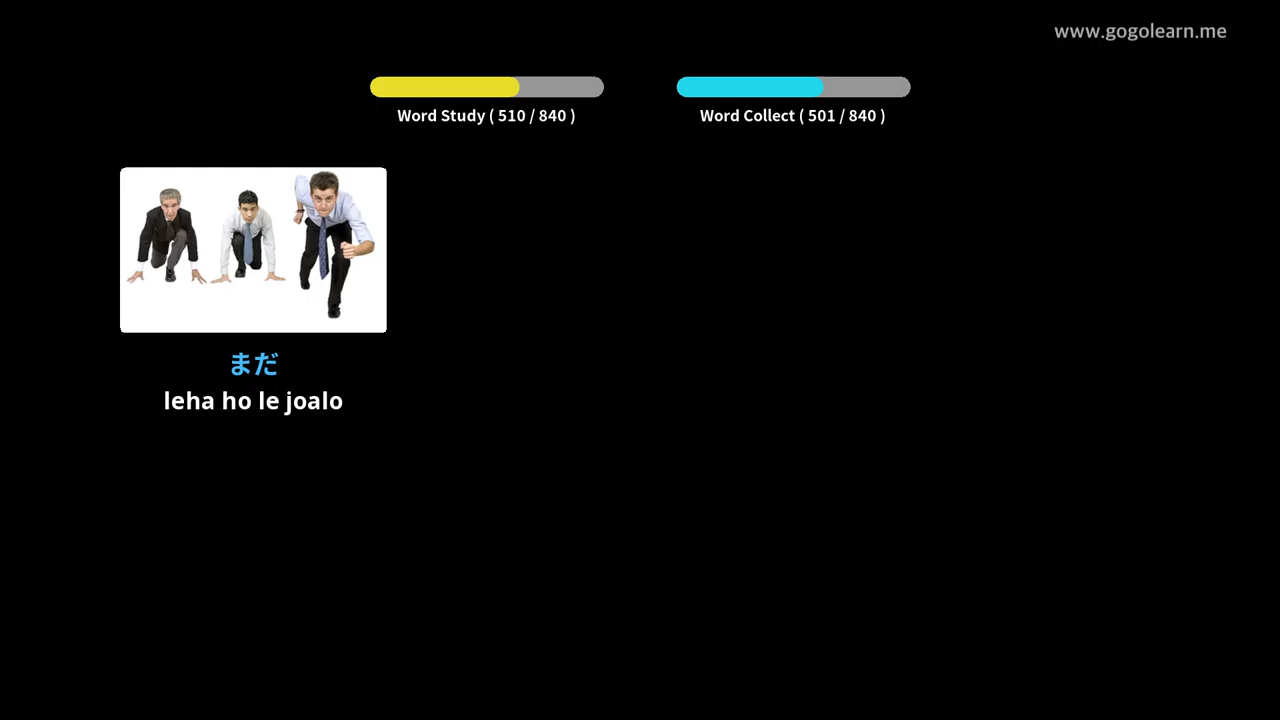 www.gogolearn.me
Word Study ( 510 / 840 )
Word Collect ( 501 / 840 )
まだ
leha ho le joalo